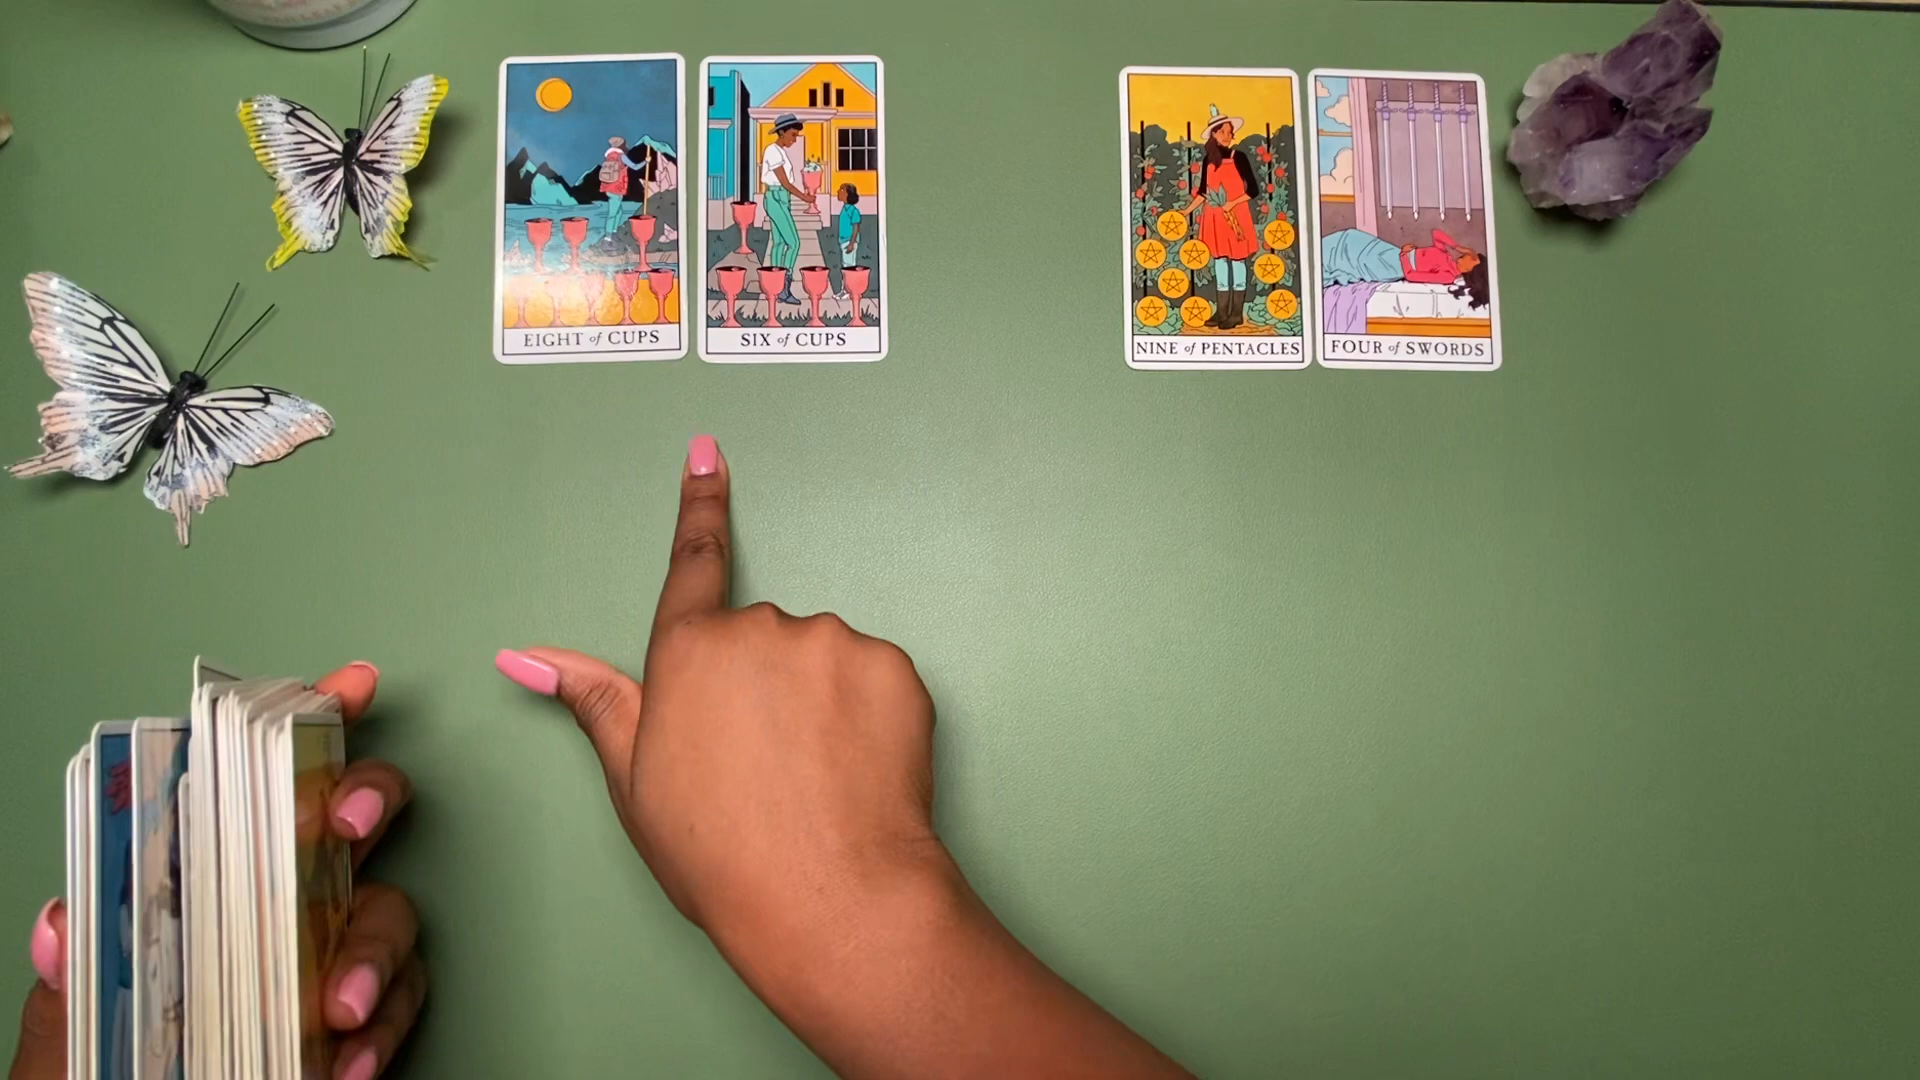 EIGHT of CUPS
SIX of CUPS
NINE of PENTACLES
FOUR of SWORDS